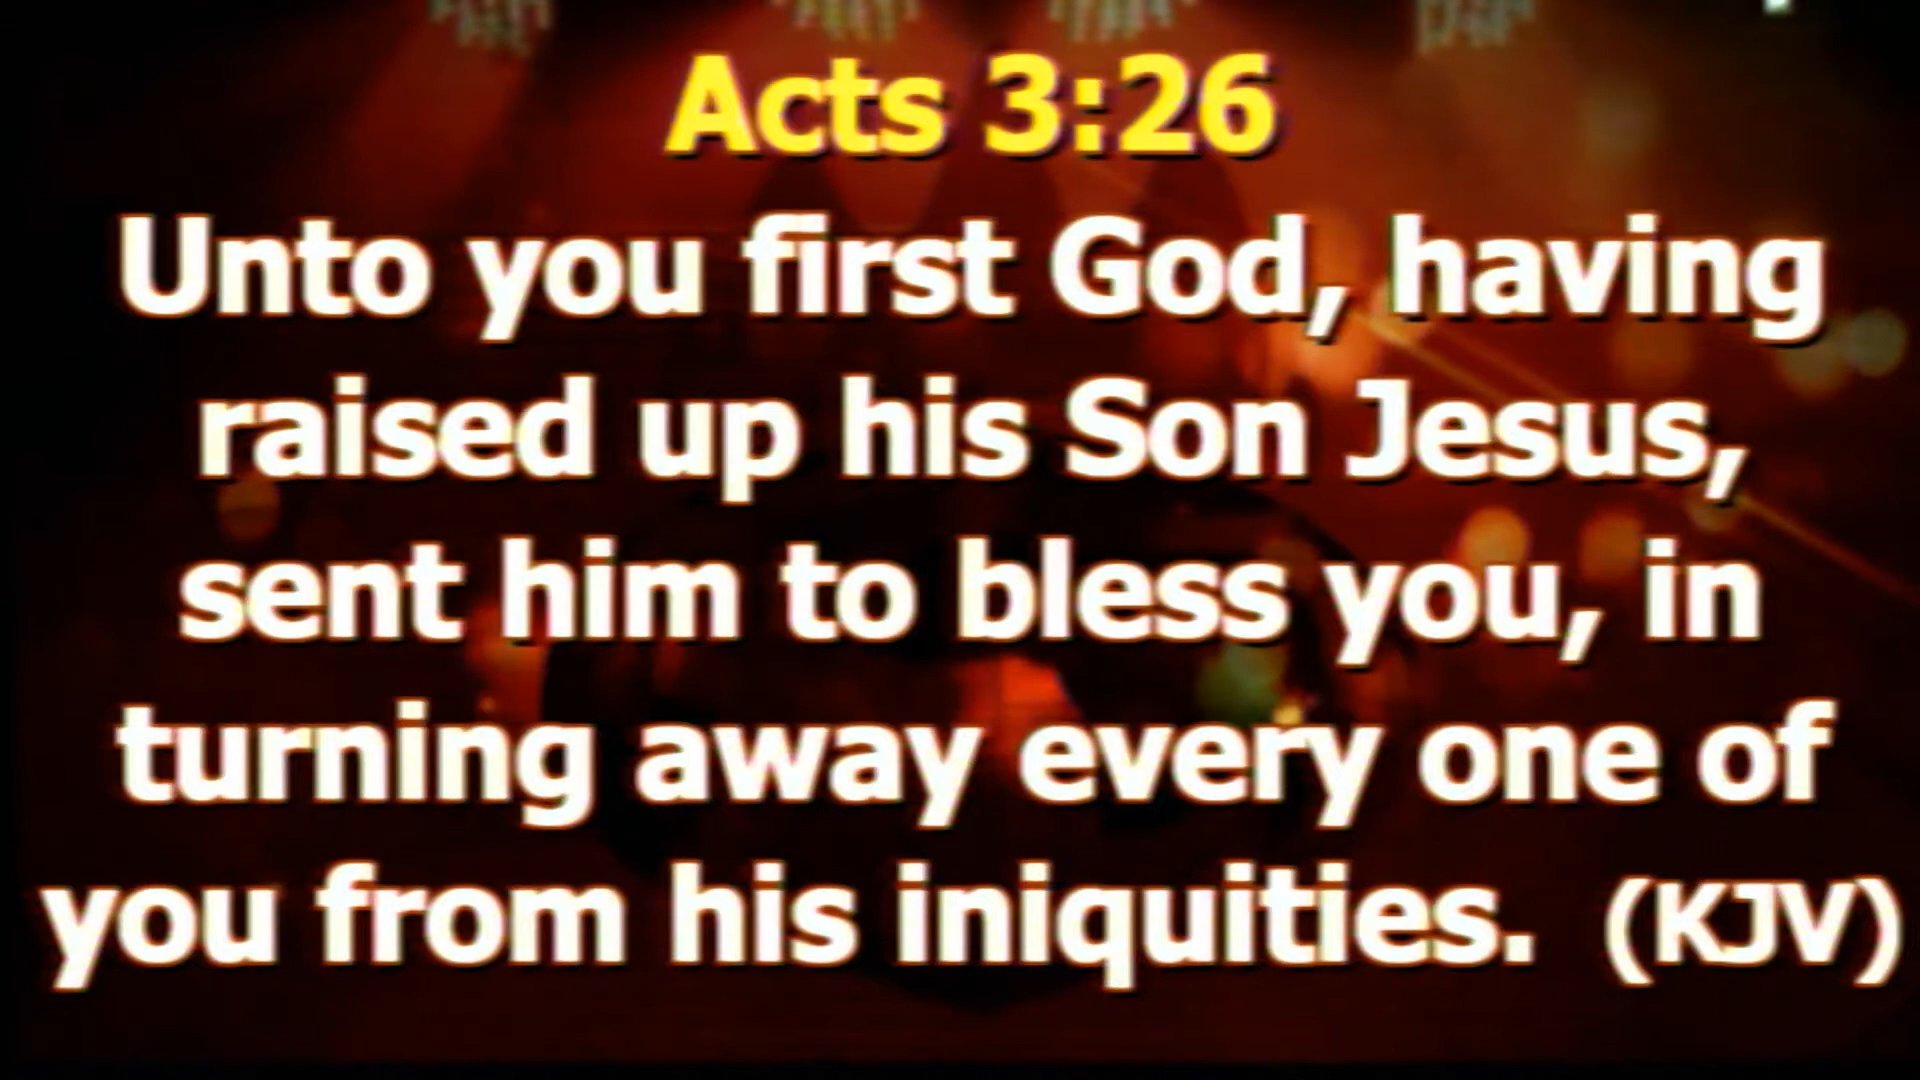 Acts 3:26
Unto you first God, having
raised up his Son Jesus,
sent him to bless you, in
turning away every one of
you from his iniquities.  (KJV)